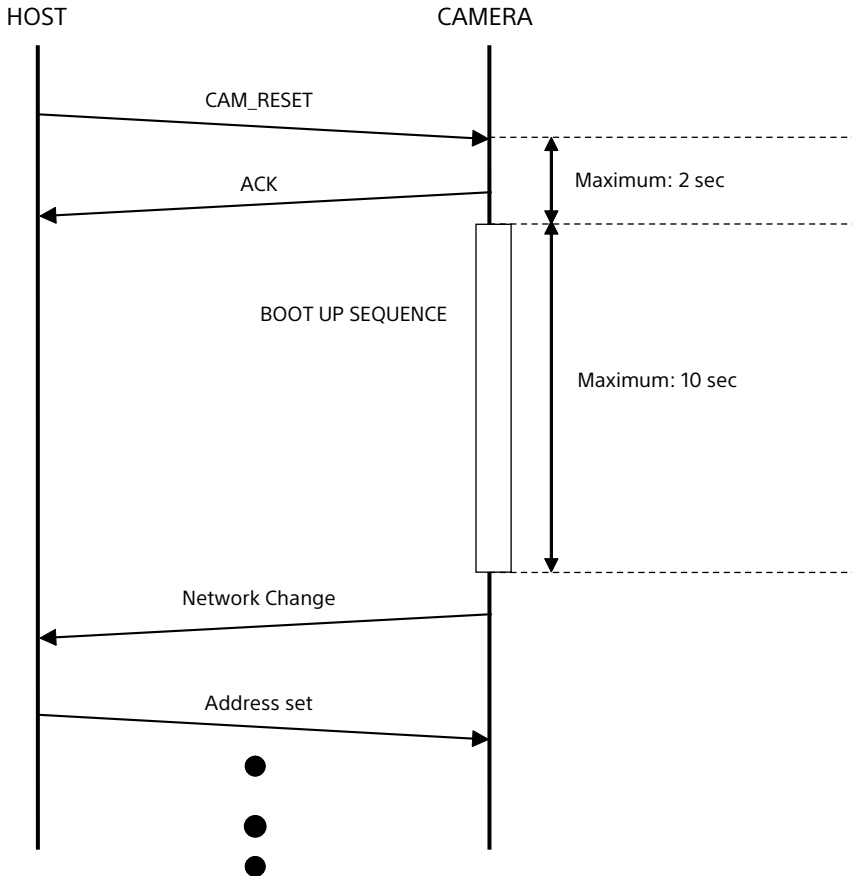 HOST
CAMERA
CAM_RESET
ACK
Maximum: 2 sec
BOOT UP SEQUENCE
Maximum: 10 sec
Network Change
Address set